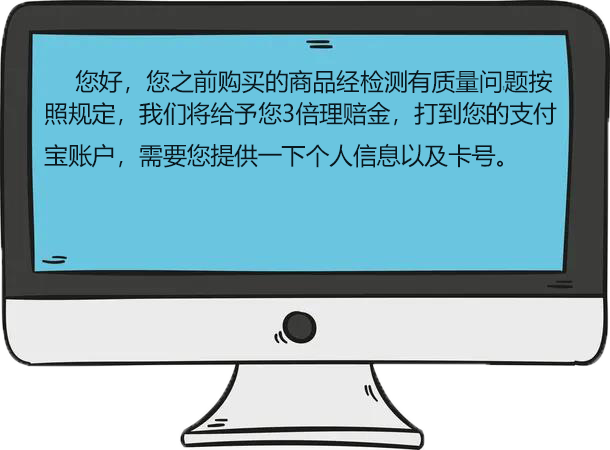 您好，您之前购买的商品经检测有质量问题按
照规定，我们将给予您3倍理赔金，打到您的支付
宝账户，需要您提供一下个人信息以及卡号。